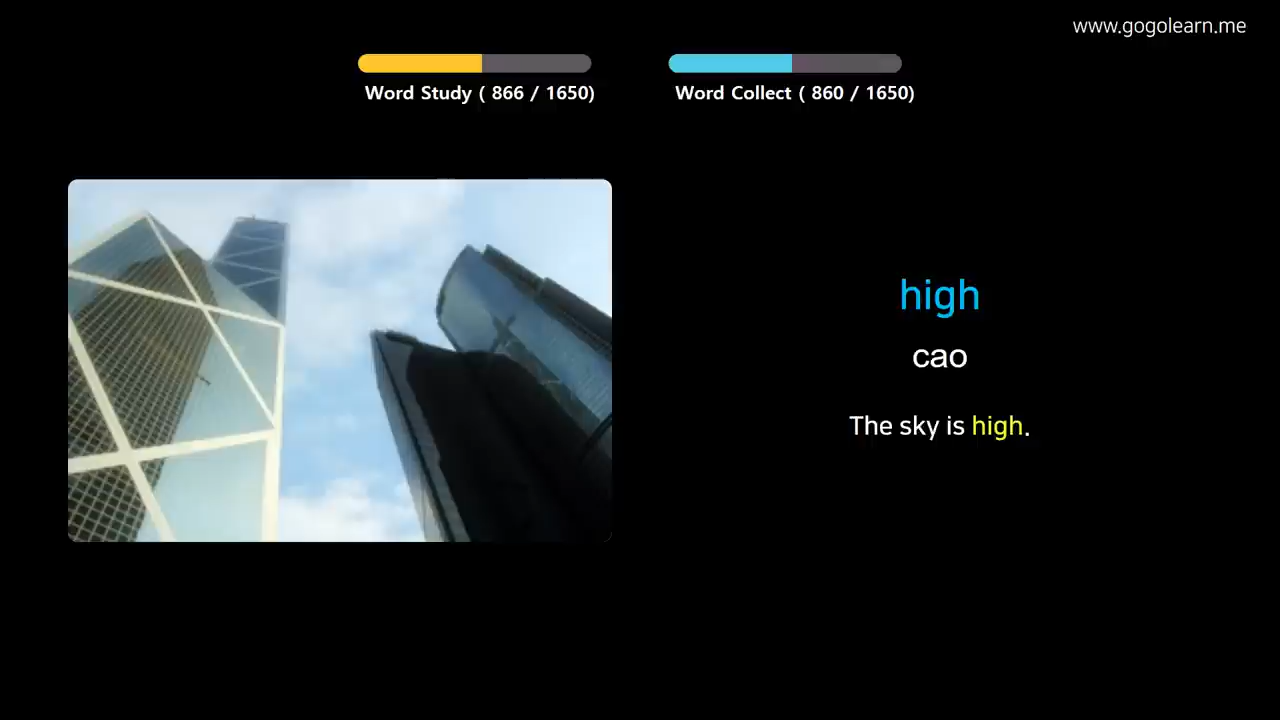 www.gogolearn.me
Word Study ( 866 / 1650)
Word Collect ( 860 / 1650)
high
cao
The sky is high.